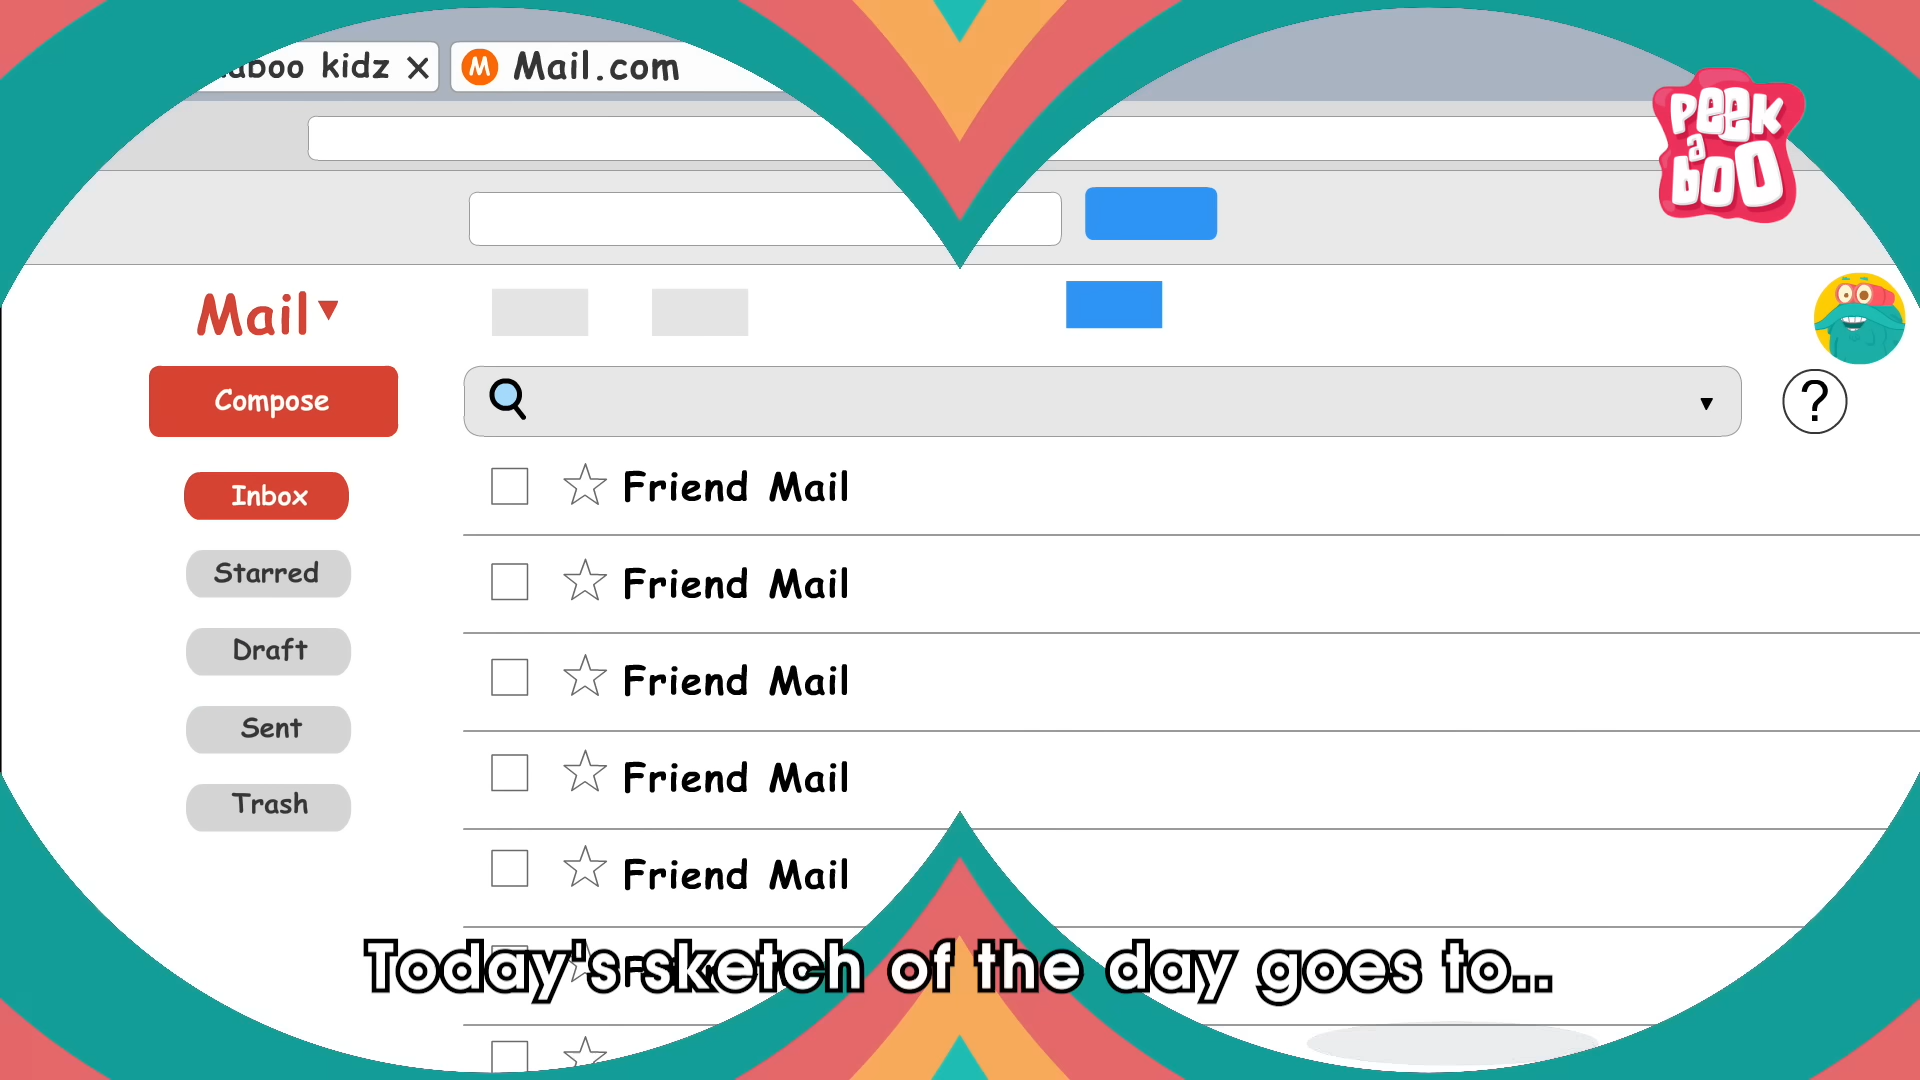 kidz X
M Mail.com
PEEK
a
BOO
Mail
Compose
?
Inbox
Friend Mail
Starred
Friend Mail
Draft
Friend Mail
Sent
Friend Mail
Trash
Friend Mail
Today's sketch of the day goes to..